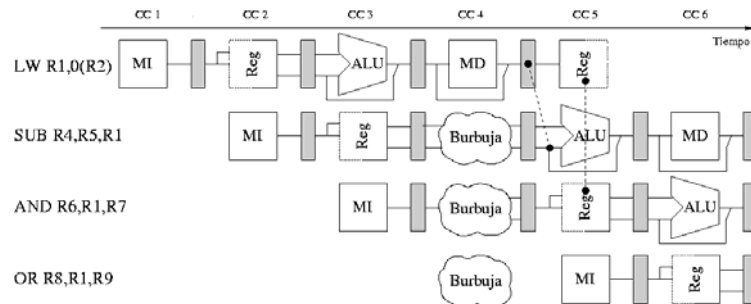 CC 1 CC 2 CC 3 CC 4 CC 5 CC 6
Tiempo
LW R1,0(R2) MI Reg ALU MD Reg
SUB R4,R5,R1 MI Reg Burbuja ALU MD
AND R6,R1,R7 MI Burbuja Reg ALU
OR R8,R1,R9 Burbuja MI Reg